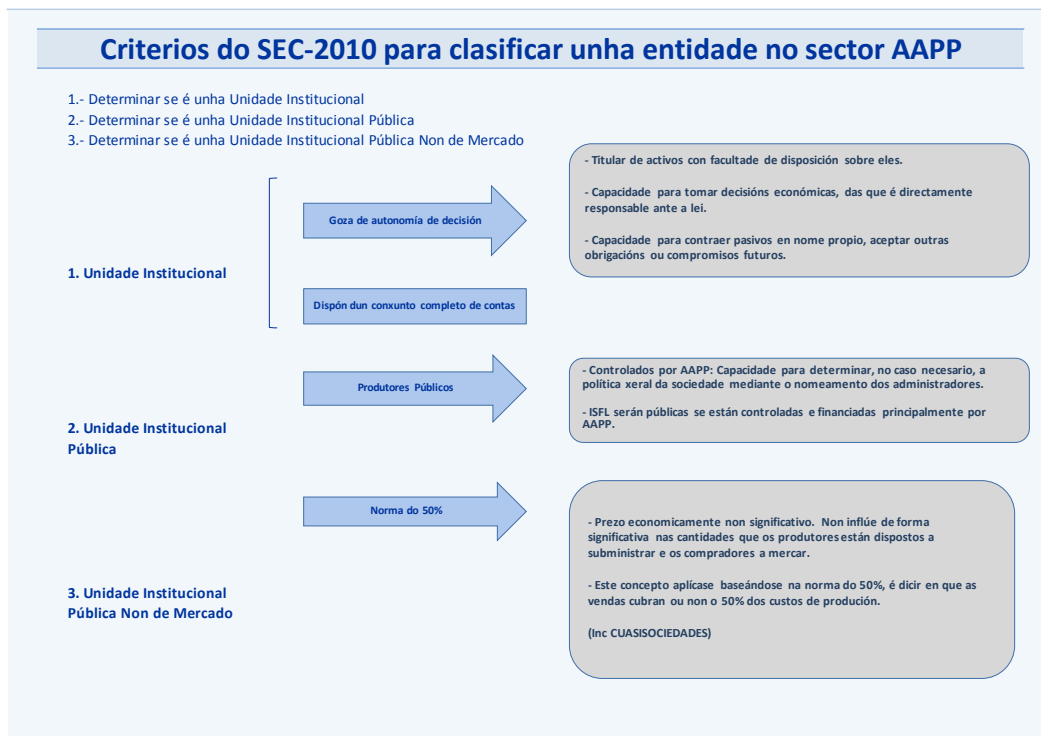 Criterios do SEC-2010 para clasificar unha entidade no sector AAPP
1.- Determinar se é unha Unidade Institucional
2.- Determinar se é unha Unidade Institucional Pública
3.- Determinar se é unha Unidade Institucional Pública Non de Mercado
1. Unidade Institucional
Goza de autonomía de decisión
- Titular de activos con facultade de disposición sobre eles.
- Capacidade para tomar decisións económicas, das que é directamente
responsable ante a lei.
- Capacidade para contraer pasivos en nome propio, aceptar outras
obrigacións ou compromisos futuros.
Dispón dun conxunto completo de contas
2. Unidade Institucional
Pública
Produtores Públicos
- Controlados por AAPP: Capacidade para determinar, no caso necesario, a
política xeral da sociedade mediante o nomeamento dos administradores.
- ISFL serán públicas se están controladas e financiadas principalmente por
AAPP.
3. Unidade Institucional
Pública Non de Mercado
Norma do 50%
- Prezo economicamente non significativo. Non inflúe de forma
significativa nas cantidades que os produtores están dispostos a
subministrar e os compradores a mercar.
- Este concepto aplícase baseándose na norma do 50%, é dicir en que as
vendas cubran ou non o 50% dos custos de produción.
(Inc CUASISOCIEDADES)